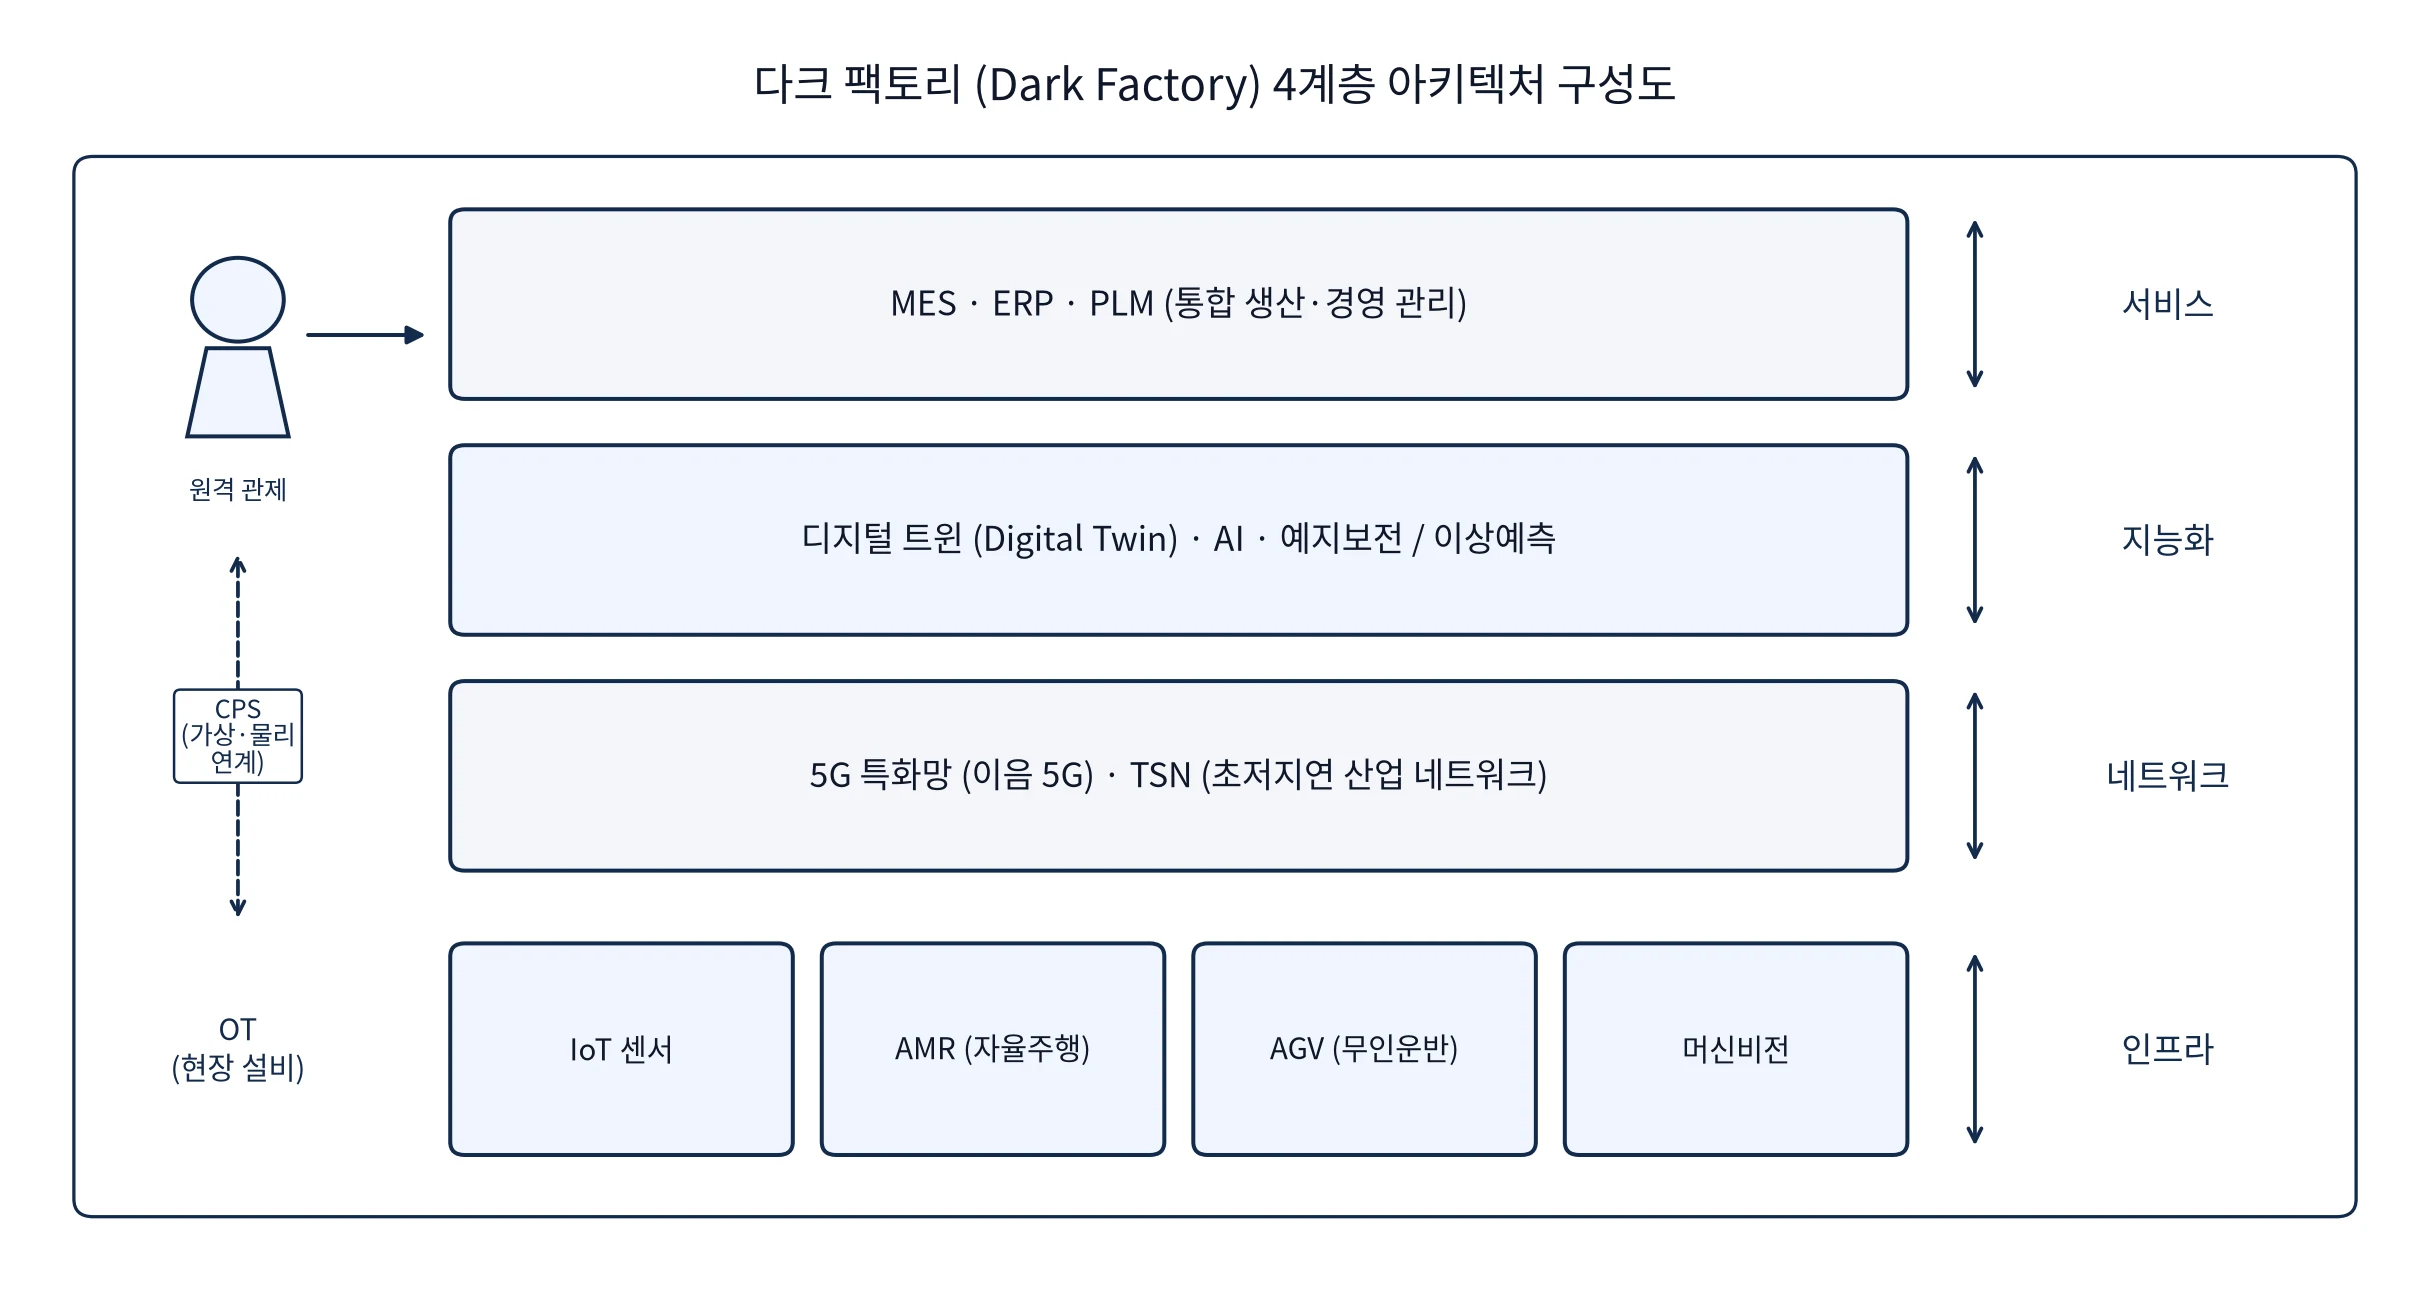 다크 팩토리 (Dark Factory) 4계층 아키텍처 구성도
MES · ERP · PLM (통합 생산·경영 관리)
서비스
원격 관제
디지털 트윈 (Digital Twin) · AI · 예지보전 / 이상예측
지능화
CPS
(가상·물리
연계)
5G 특화망 (이음 5G) · TSN (초저지연 산업 네트워크)
네트워크
OT
(현장 설비)
IoT 센서
AMR (자율주행)
AGV (무인운반)
머신비전
인프라